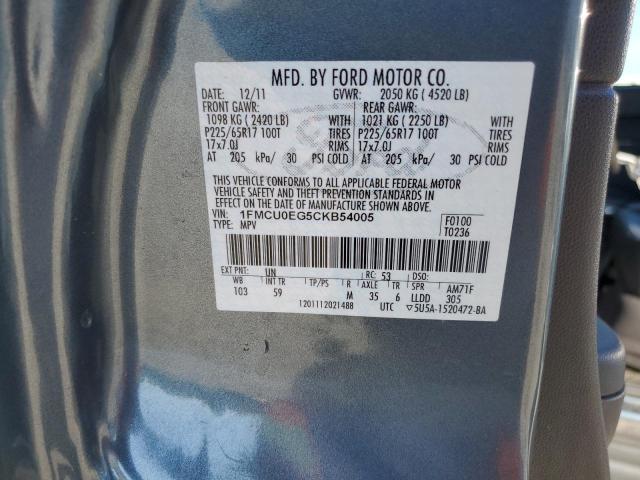 MFD. BY FORD MOTOR CO.
DATE: 12/11 GVWR: 2050 KG ( 4520 LB)
FRONT GAWR: REAR GAWR:
1098 KG ( 2420 LB) WITH 1021 KG ( 2250 LB) WITH
P225/65R17 100T TIRES P225/65R17 100T TIRES
17x7.0J RIMS 17x7.0J RIMS
AT 205 kPa/ 30 PSI COLD AT 205 kPa/ 30 PSI COLD
THIS VEHICLE CONFORMS TO ALL APPLICABLE FEDERAL MOTOR
VEHICLE SAFETY AND BUMPER AND THEFT PREVENTION STANDARDS IN
EFFECT ON THE DATE OF MANUFACTURE SHOWN ABOVE.
VIN: 1FMCU0EG5CKB54005 F0100
TYPE: MPV T0236
EXT PNT: UN RC: 53 DSO:
WB INT TR TP/PS R AXLE TR SPR AM71F
103 59 M 35 6 LLDD 305
1201112021488 UTC ▽5U5A-1520472-BA